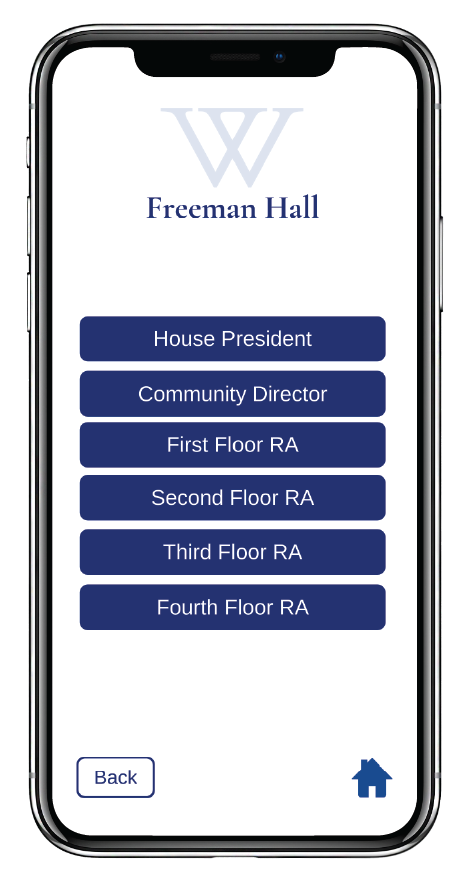 W
Freeman Hall
House President
Community Director
First Floor RA
Second Floor RA
Third Floor RA
Fourth Floor RA
Back